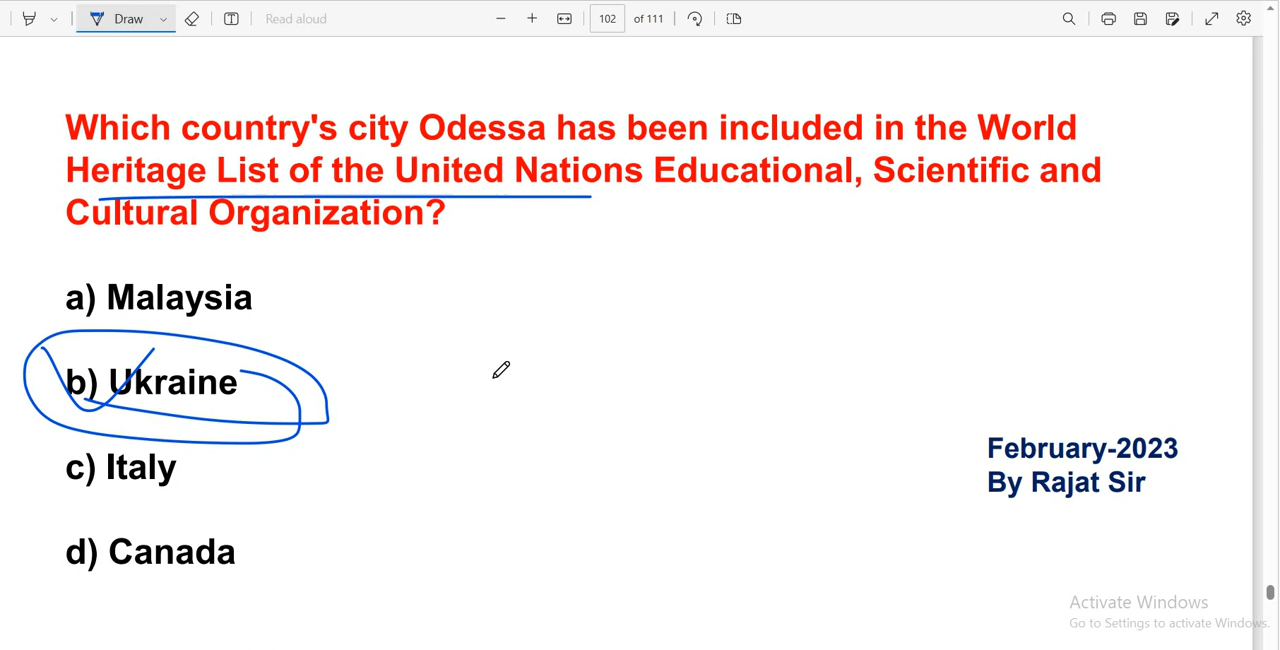 Draw
Read aloud
102 of 111
Which country's city Odessa has been included in the World
Heritage List of the United Nations Educational, Scientific and
Cultural Organization?
a) Malaysia
b) Ukraine
c) Italy
d) Canada
February-2023
By Rajat Sir
Activate Windows
Go to Settings to activate Windows.